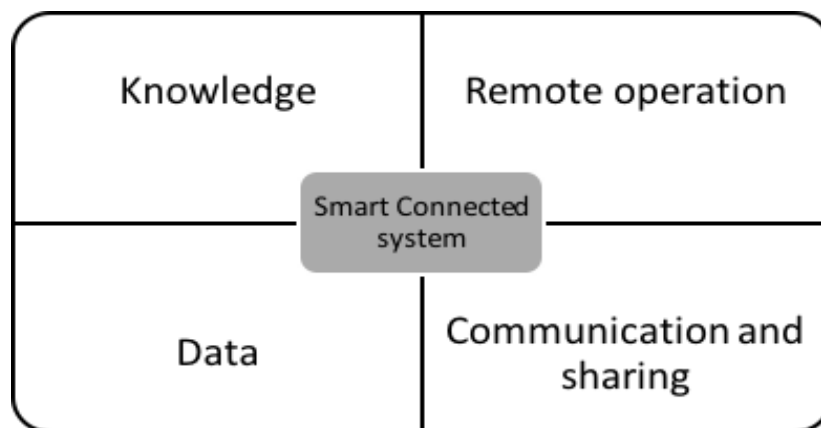 Knowledge
Remote operation
Smart Connected
system
Data
Communication and
sharing